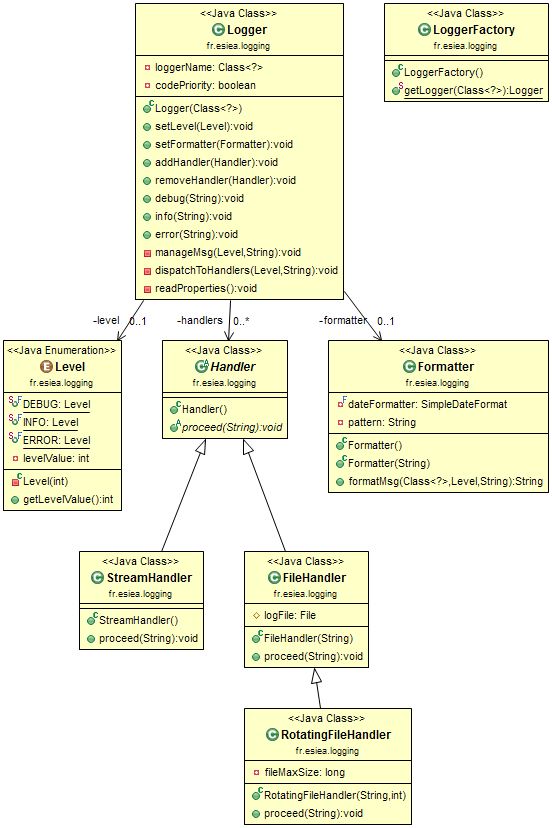 <<Java Class>>
Logger
fr.esiea.logging
loggerName: Class<?>
codePriority: boolean
Logger(Class<?>)
setLevel(Level):void
setFormatter(Formatter):void
addHandler(Handler):void
removeHandler(Handler):void
debug(String):void
info(String):void
error(String):void
manageMsg(Level,String):void
dispatchToHandlers(Level,String):void
readProperties():void
<<Java Class>>
LoggerFactory
fr.esiea.logging
LoggerFactory()
getLogger(Class<?>):Logger
-level 0..1
-handlers 0..*
-formatter 0..1
<<Java Enumeration>>
Level
fr.esiea.logging
DEBUG: Level
INFO: Level
ERROR: Level
levelValue: int
Level(int)
getLevelValue():int
<<Java Class>>
Handler
fr.esiea.logging
Handler()
proceed(String):void
<<Java Class>>
Formatter
fr.esiea.logging
dateFormatter: SimpleDateFormat
pattern: String
Formatter()
Formatter(String)
formatMsg(Class<?>,Level,String):String
<<Java Class>>
StreamHandler
fr.esiea.logging
StreamHandler()
proceed(String):void
<<Java Class>>
FileHandler
fr.esiea.logging
logFile: File
FileHandler(String)
proceed(String):void
<<Java Class>>
RotatingFileHandler
fr.esiea.logging
fileMaxSize: long
RotatingFileHandler(String,int)
proceed(String):void